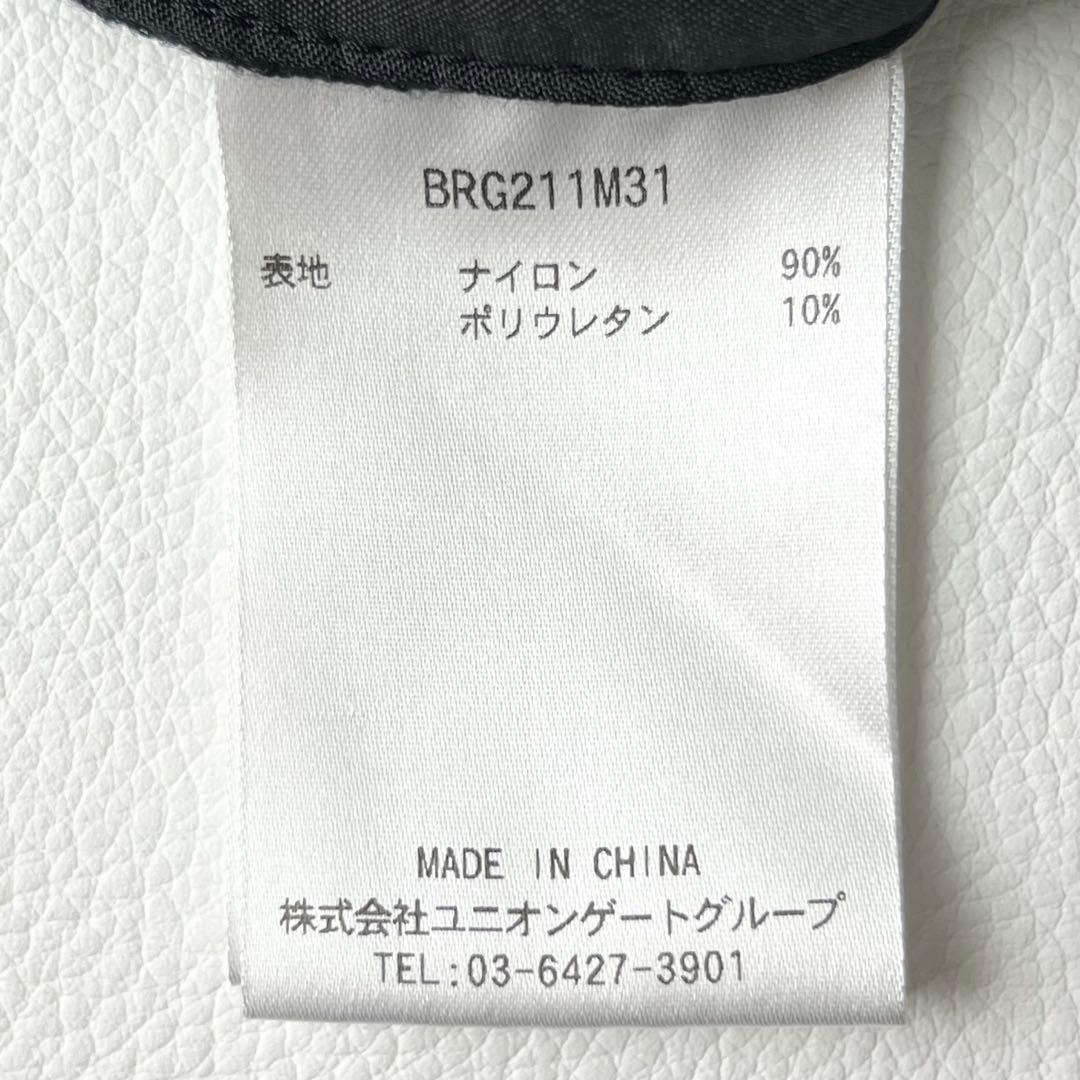 BRG211M31
表地 ナイロン 90%
ポリウレタン 10%
MADE IN CHINA
株式会社ユニオンゲートグループ
TEL:03-6427-3901